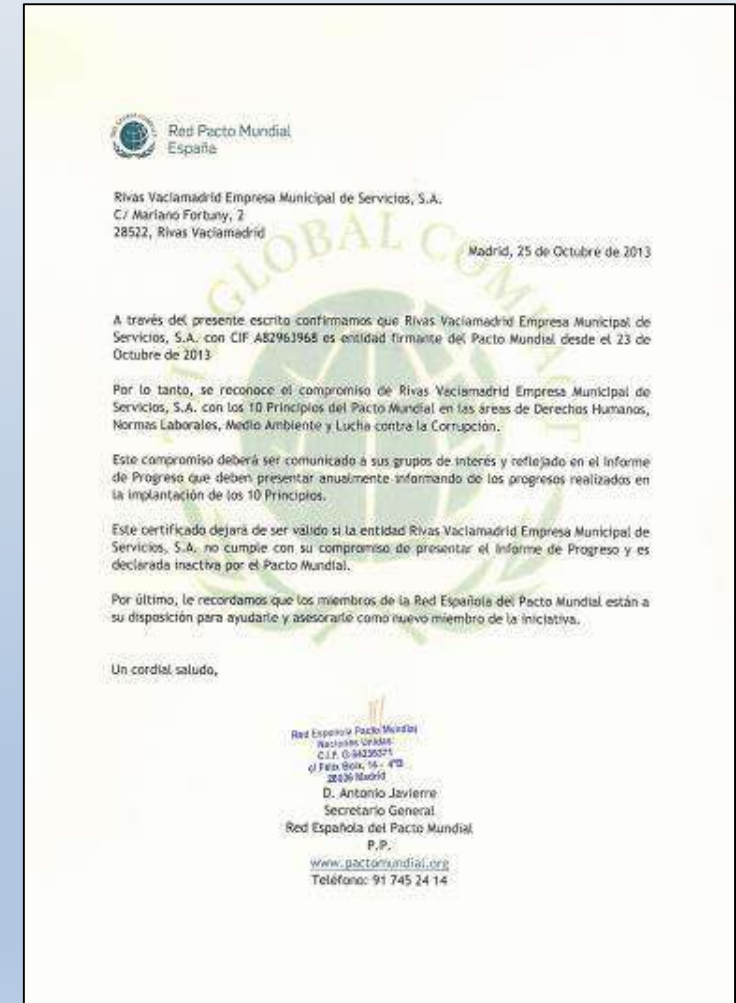 Red Pacto Mundial
España
Rivas Vaciamadrid Empresa Municipal de Servicios, S.A.
C/ Mariano Fortuny, 2
28522, Rivas Vaciamadrid
Madrid, 25 de Octubre de 2013
GLOBAL COMPACT
A través del presente escrito confirmamos que Rivas Vaciamadrid Empresa Municipal de
Servicios, S.A. con CIF A82963968 es entidad firmante del Pacto Mundial desde el 23 de
Octubre de 2013
Por lo tanto, se reconoce el compromiso de Rivas Vaciamadrid Empresa Municipal de
Servicios, S.A. con los 10 Principios del Pacto Mundial en las áreas de Derechos Humanos,
Normas Laborales, Medio Ambiente y Lucha contra la Corrupción.
Este compromiso deberá ser comunicado a sus grupos de interés y reflejado en el Informe
de Progreso que deben presentar anualmente informando de los progresos realizados en
la implantación de los 10 Principios.
Este certificado dejará de ser válido si la entidad Rivas Vaciamadrid Empresa Municipal de
Servicios, S.A. no cumple con su compromiso de presentar el Informe de Progreso y es
declarada inactiva por el Pacto Mundial.
Por último, le recordamos que los miembros de la Red Española del Pacto Mundial están a
su disposición para ayudarle y asesorarle como nuevo miembro de la iniciativa.
Un cordial saludo,
Red Española Pacto Mundial
Naciones Unidas
C.I.F.
c/ Félix Boix, 14 - 4ºB
28036 Madrid
D. Antonio Javierre
Secretario General
Red Española del Pacto Mundial
P.P.
www.pactomundial.org
Teléfono: 91 745 24 14